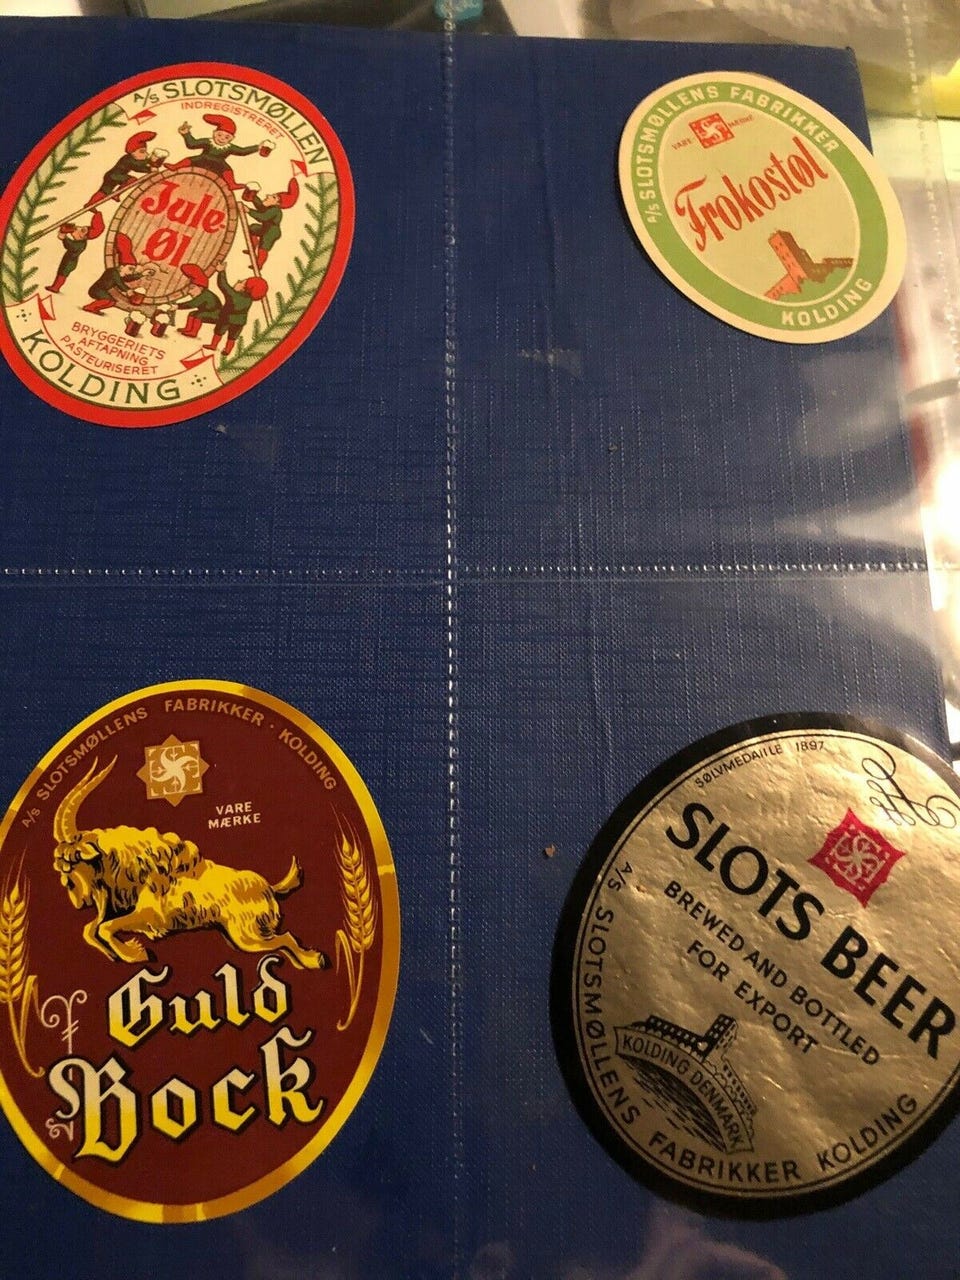 A/S SLOTSMØLLEN
INDREGISTRERET
Jule-
Øl
BRYGGERIETS
AFTAPNING
PASTEURISERET
KOLDING
A/S SLOTSMØLLENS FABRIKKER
VARE MÆRKE
Frokostøl
KOLDING
A/S SLOTSMØLLENS FABRIKKER · KOLDING
VARE
MÆRKE
Guld
Bock
SØLVMEDAILLE 1897
SLOTS BEER
BREWED AND BOTTLED
FOR EXPORT
KOLDING DENMARK
A/S SLOTSMØLLENS FABRIKKER KOLDING